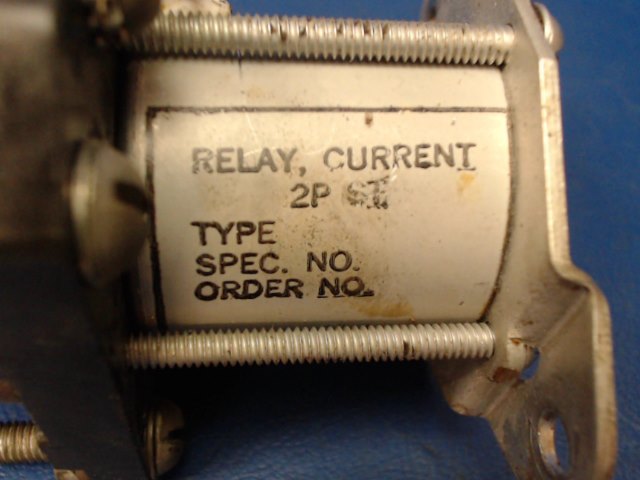 RELAY, CURRENT
2P ST
TYPE
SPEC. NO.
ORDER NO.